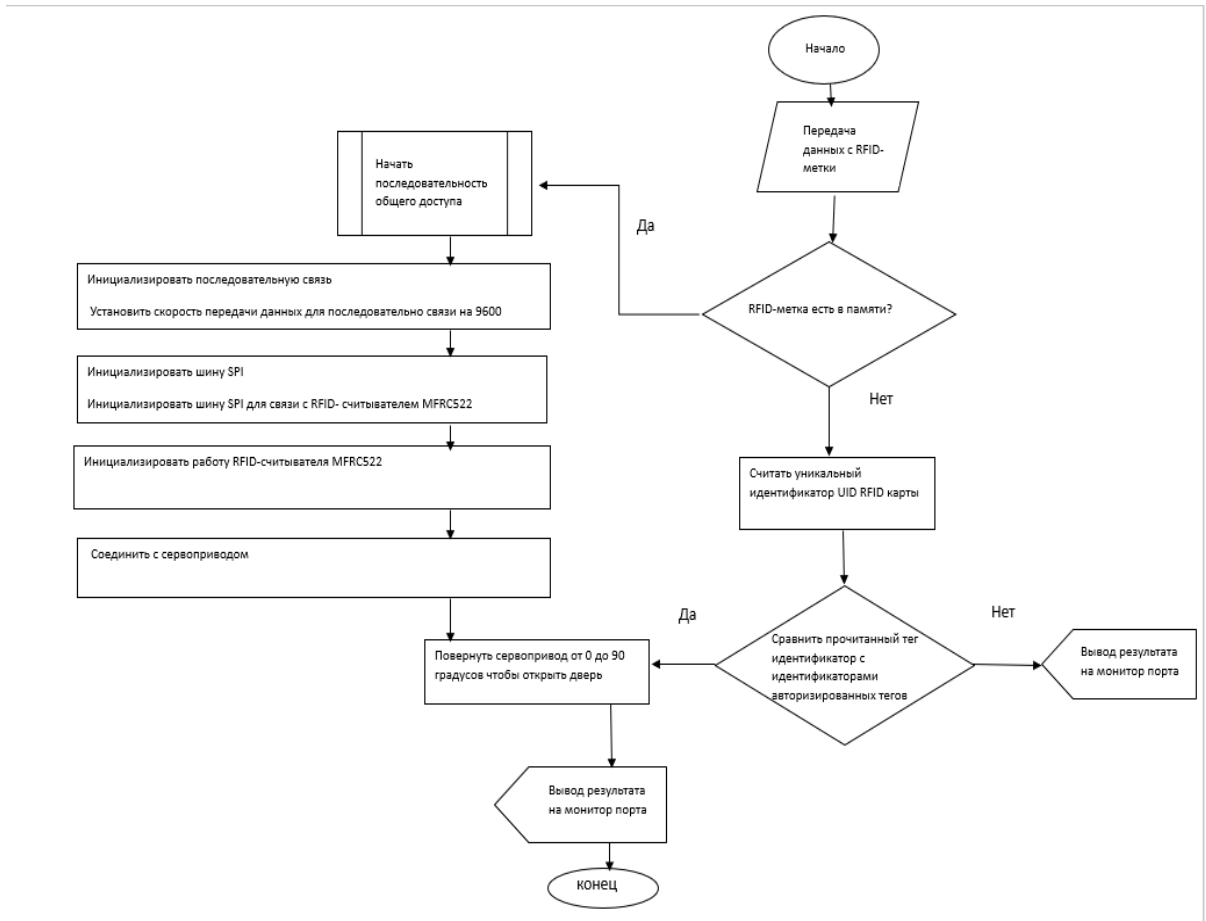 Начало
Передача
данных с RFID-
метки
Начать
последовательность
общего доступа
Да
RFID-метка есть в памяти?
Инициализировать последовательную связь
Установить скорость передачи данных для последовательно связи на 9600
Инициализировать шину SPI
Инициализировать шину SPI для связи с RFID- считывателем MFRC522
Нет
Инициализировать работу RFID-считывателя MFRC522
Считать уникальный
идентификатор UID RFID карты
Соединить с сервоприводом
Да
Нет
Сравнить прочитанный тег
идентификатор с
идентификаторами
авторизированных тегов
Повернуть сервопривод от 0 до 90
градусов чтобы открыть дверь
Вывод результата
на монитор порта
Вывод результата
на монитор порта
конец